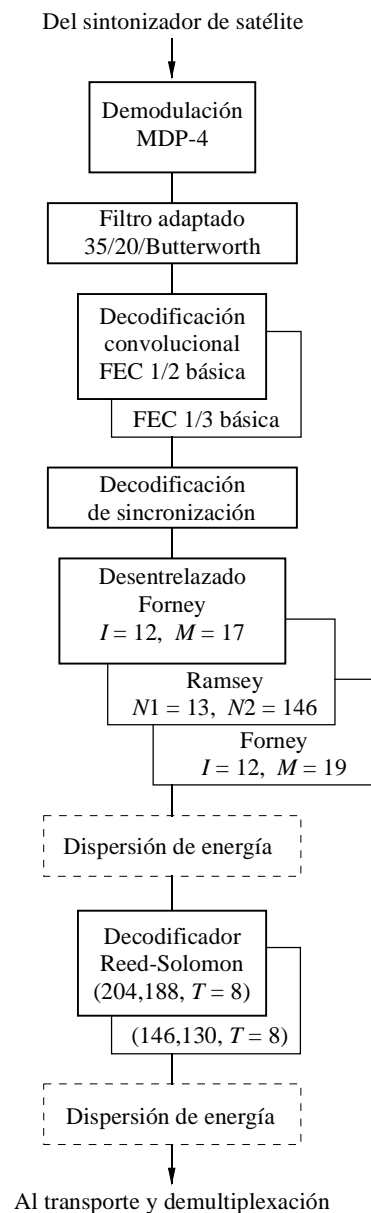 Del sintonizador de satélite
Demodulación
MDP-4
Filtro adaptado
35/20/Butterworth
Decodificación
convolucional
FEC 1/2 básica
FEC 1/3 básica
Decodificación
de sincronización
Desentrelazado
Forney
I = 12, M = 17
Ramsey
N1 = 13, N2 = 146
Forney
I = 12, M = 19
Dispersión de energía
Decodificador
Reed-Solomon
(204,188, T = 8)
(146,130, T = 8)
Dispersión de energía
Al transporte y demultiplexación